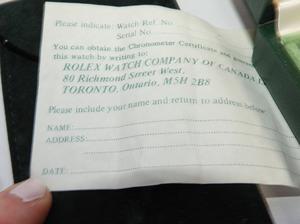 Please indicate: Watch Ref. No
Serial No
You can obtain the Chronometer Certificate and
this watch by writing to:
ROLEX WATCH COMPANY OF CANADA
80 Richmond Street West,
TORONTO, Ontario, M5H 2B8
Please include your name and return to address below
NAME:
ADDRESS:
DATE: